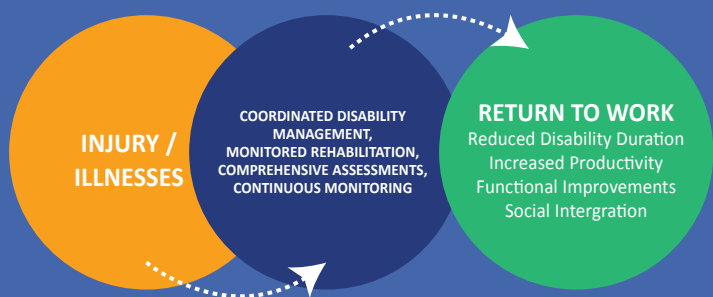 INJURY /
ILLNESSES
COORDINATED DISABILITY
MANAGEMENT,
MONITORED REHABILITATION,
COMPREHENSIVE ASSESSMENTS,
CONTINUOUS MONITORING
RETURN TO WORK
Reduced Disability Duration
Increased Productivity
Functional Improvements
Social Intergration